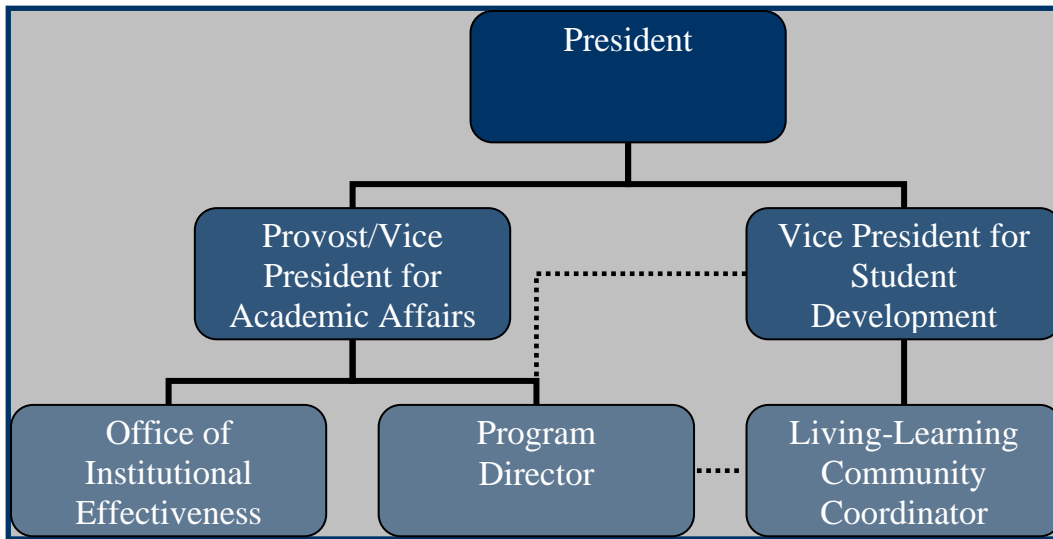 President
Provost/Vice
President for
Academic Affairs
Vice President for
Student
Development
Office of
Institutional
Effectiveness
Program
Director
Living-Learning
Community
Coordinator